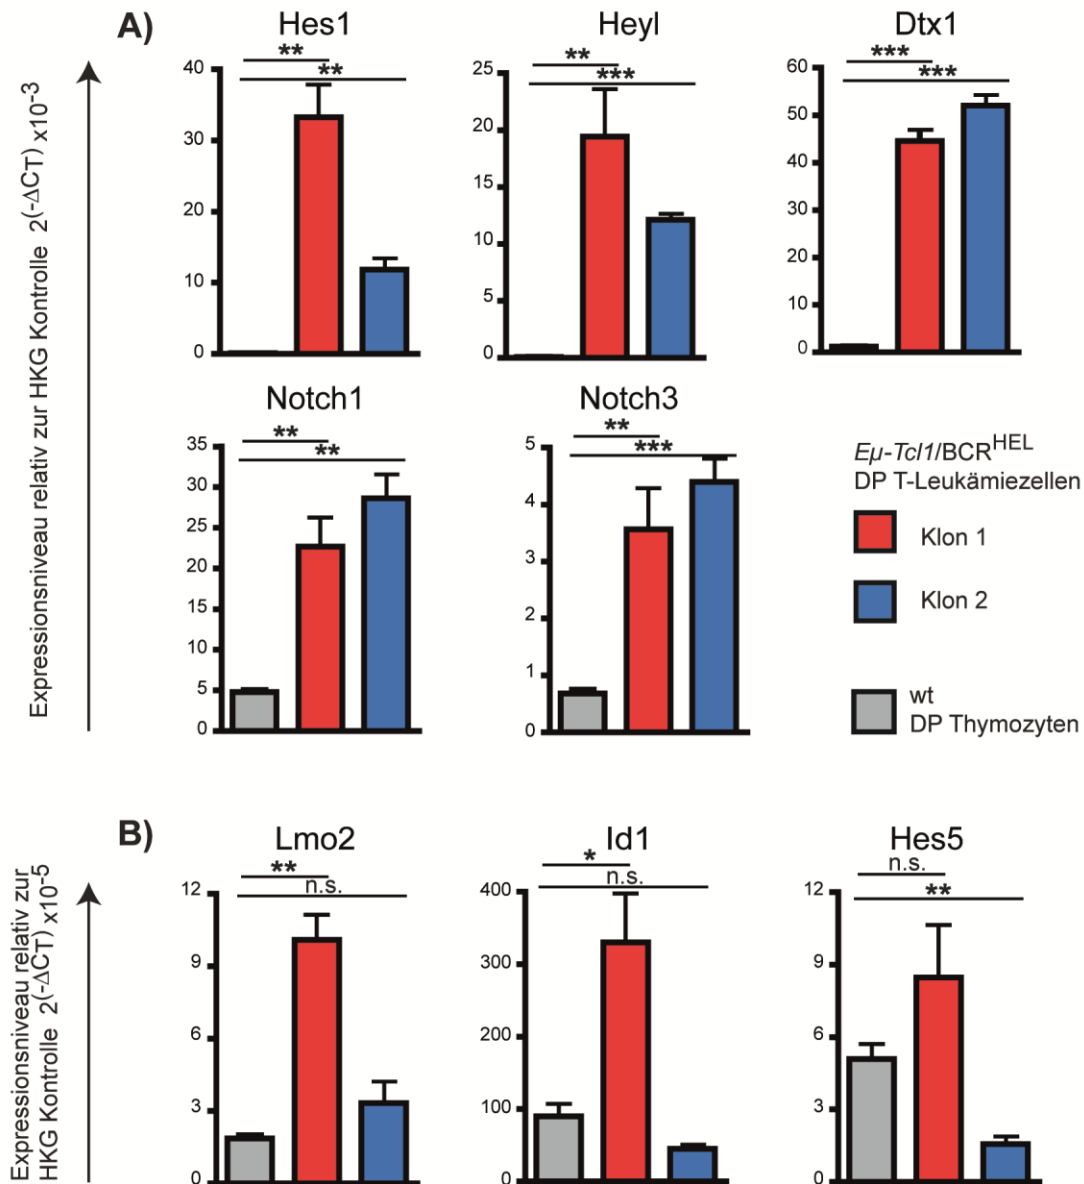 A)
Hes1
Heyl
Dtx1
** ** ***
** *** ***
40 25 60
30 20 50
20 15 40
10 10 30
0 5 20
0 10
0
Expressionsniveau relativ zur HKG Kontrolle 2(-ΔCT) x10-3
Notch1
Notch3
** **
** ***
35 5
30 4
25 3
20 2
15 1
10 0
5
0
Eμ-Tcl1/BCRHEL
DP T-Leukämiezellen
Klon 1
Klon 2
wt
DP Thymozyten
B)
Lmo2
Id1
Hes5
** * n.s.
n.s. n.s. **
12 400 12
9 300 9
6 200 6
3 100 3
0 0 0
Expressionsniveau relativ zur
HKG Kontrolle 2(-ΔCT) x10-5